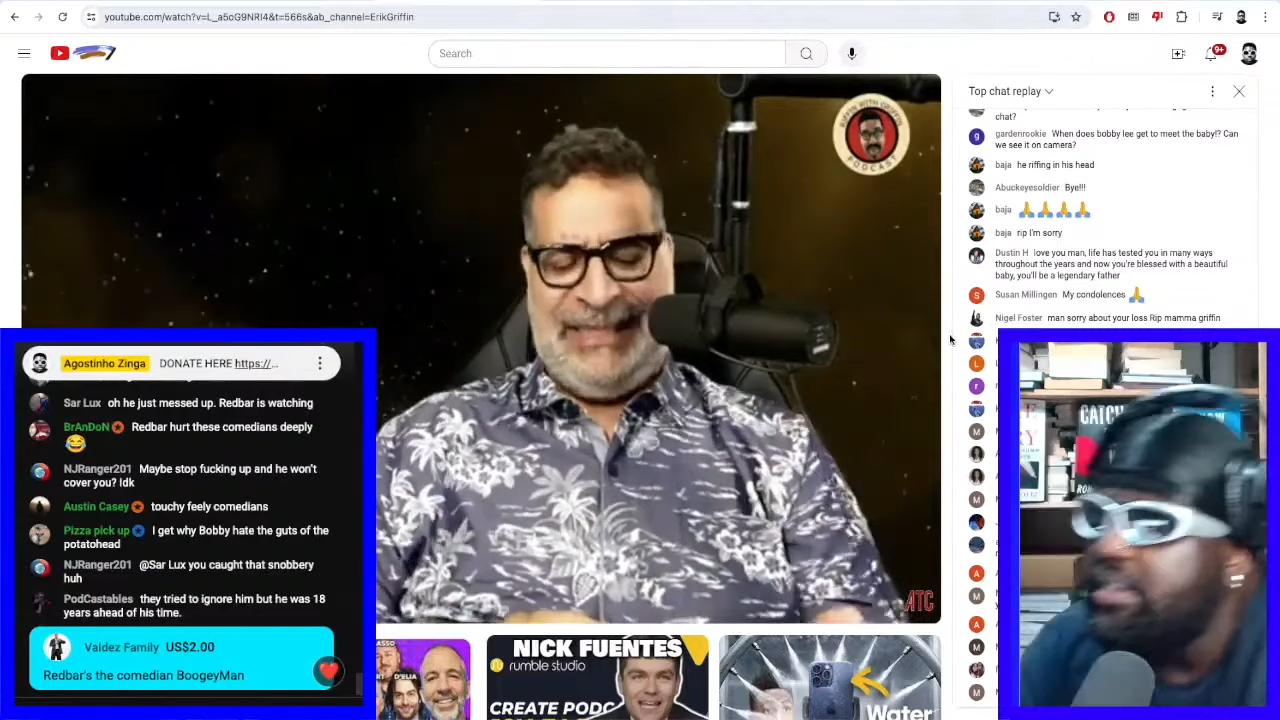 youtube.com/watch?v=L_a5oG9NRI4&t=566s&ab_channel=ErikGriffin
Search
9+
RIFFIN WITH GRIFFIN
PODCAST
ATC
Top chat replay
chat?
gardenrookie When does bobby lee get to meet the baby!? Can
we see it on camera?
baja he riffing in his head
Abuckeyesoldier Bye!!!
baja 🙏🙏🙏🙏
baja rip I'm sorry
Dustin H love you man, life has tested you in many ways
throughout the years and now you're blessed with a beautiful
baby, you'll be a legendary father
Susan Millingen My condolences 🙏
Nigel Foster man sorry about your loss Rip mamma griffin
Agostinho Zinga DONATE HERE https://...
Sar Lux oh he just messed up. Redbar is watching
BrAnDoN Redbar hurt these comedians deeply
😂
NJRanger201 Maybe stop fucking up and he won't
cover you? Idk
Austin Casey touchy feely comedians
Pizza pick up I get why Bobby hate the guts of the
potatohead
NJRanger201 @Sar Lux you caught that snobbery
huh
PodCastables they tried to ignore him but he was 18
years ahead of his time.
Valdez Family US$2.00
Redbar's the comedian BoogeyMan
CATCH
NICK FUENTES
rumble studio
CREATE PODC
Water